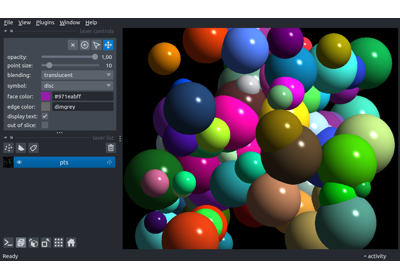 File View Plugins Window Help
layer controls
opacity: 1.00
point size: 10
blending: translucent
symbol: disc
face color: #971eabff
edge color: dimgrey
display text:
out of slice:
layer list
pts
Ready activity